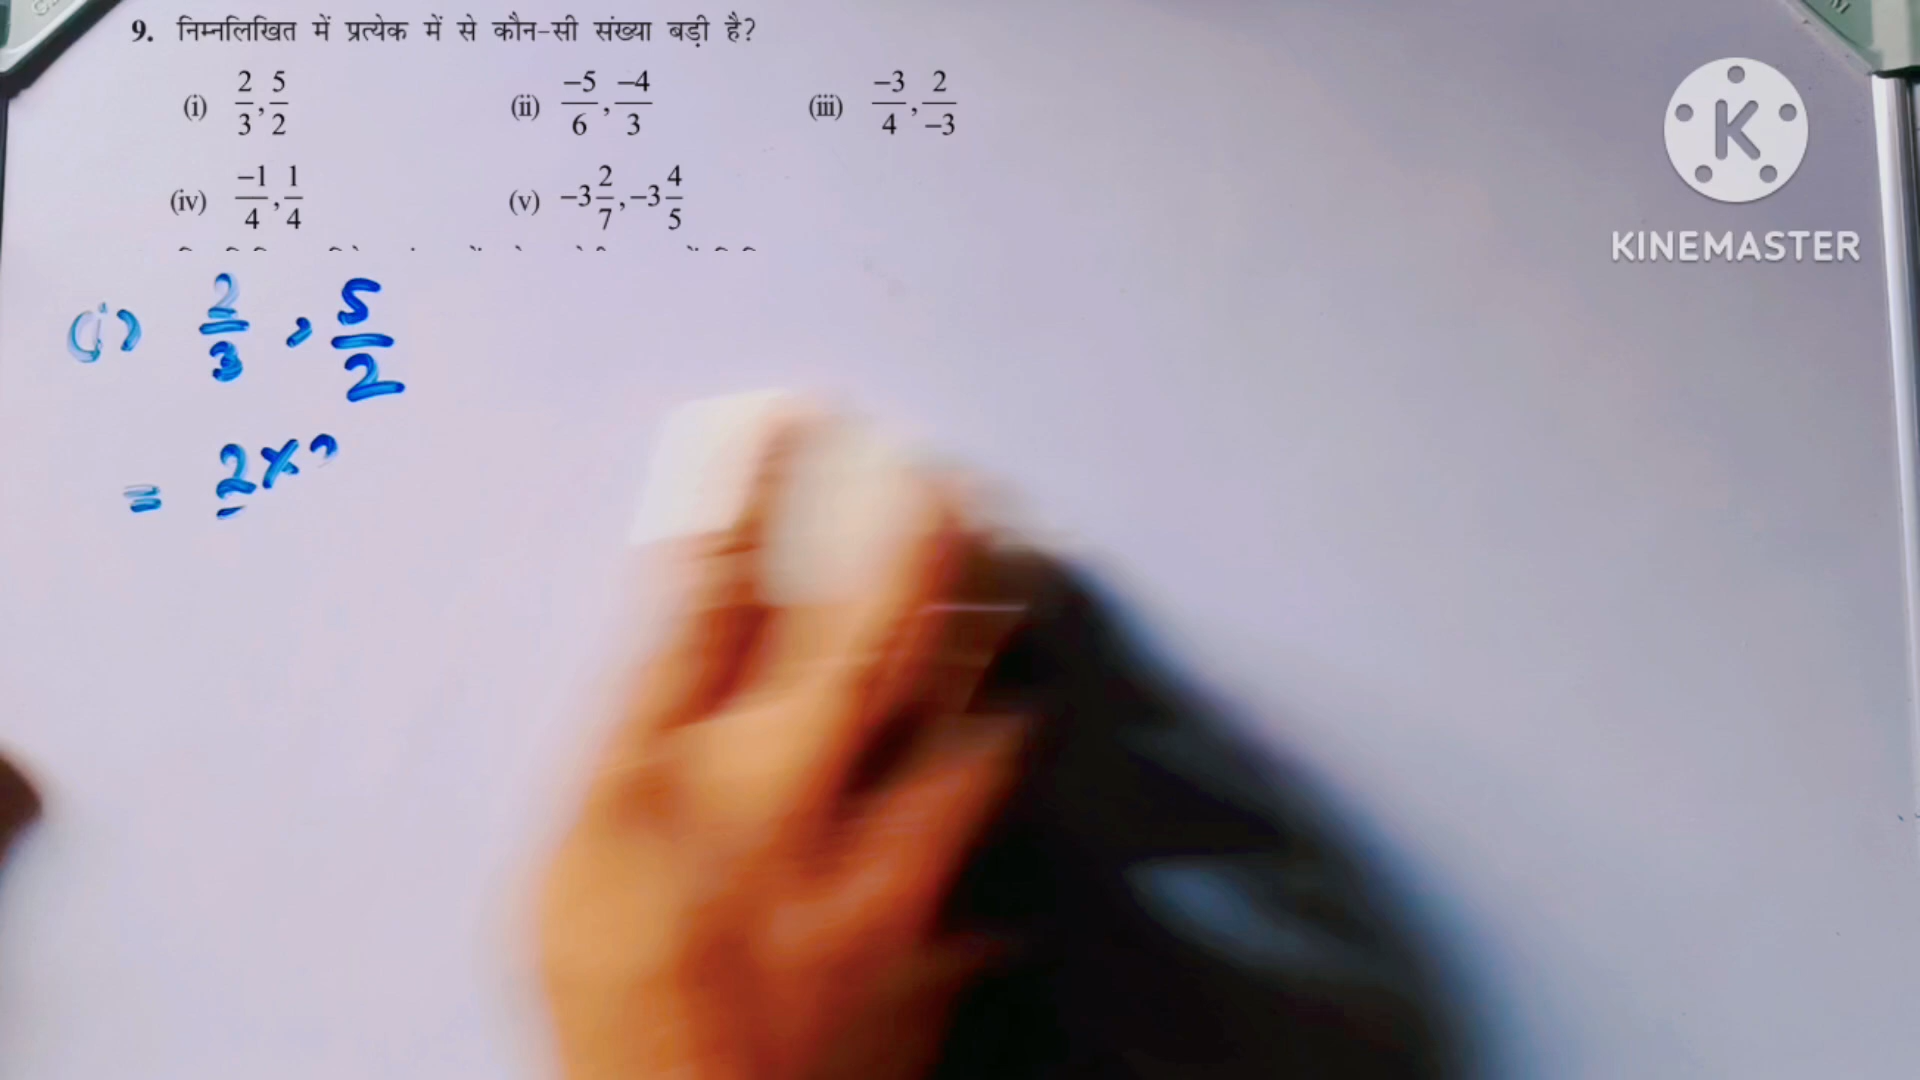 9. निम्नलिखित में प्रत्येक में से कौन-सी संख्या बड़ी है?
(i) 2/3, 5/2 (ii) −5/6, −4/3 (iii) −3/4, 2/−3
(iv) −1/4, 1/4 (v) −3 2/7, −3 4/5
KINEMASTER
(i) 2/3, 5/2
= 2×